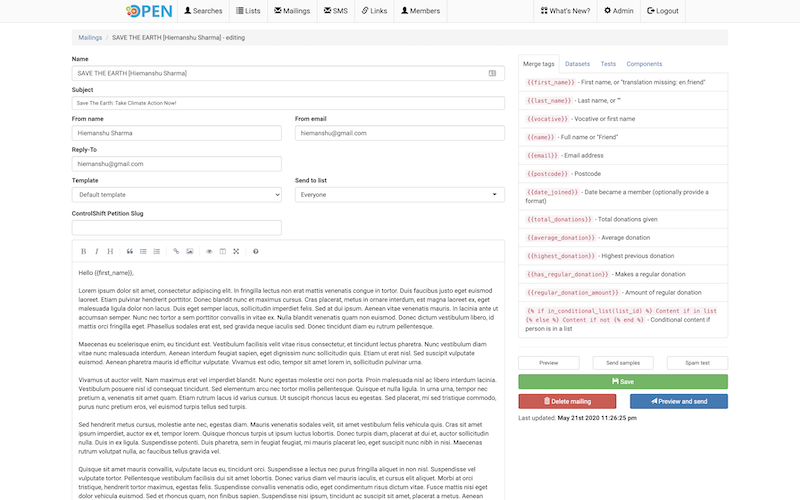 OPEN Searches Lists Mailings SMS Links Members What's New? Admin Logout
Mailings / SAVE THE EARTH [Hiemanshu Sharma] - editing
Name
SAVE THE EARTH [Hiemanshu Sharma]
Subject
Save The Earth: Take Climate Action Now!
From name From email
Hiemanshu Sharma hiemanshu@gmail.com
Reply-To
hiemanshu@gmail.com
Template Send to list
Default template Everyone
ControlShift Petition Slug
B I H
Hello {{first_name}},
Lorem ipsum dolor sit amet, consectetur adipiscing elit. In fringilla lectus non erat mattis venenatis congue in tortor. Duis faucibus justo eget euismod
laoreet. Etiam pulvinar hendrerit porttitor. Donec blandit nunc et maximus cursus. Cras placerat, metus in ornare interdum, est magna laoreet ex, eget
malesuada ligula dolor non lacus. Duis eget semper lacus, sollicitudin imperdiet felis. Sed at dui ipsum. Aenean vitae venenatis mauris. In lacinia ante ut
accumsan semper. Nunc nec tortor a sem porttitor convallis in vitae ex. Nulla blandit venenatis quam non euismod. Donec dictum vestibulum libero, id
mattis orci fringilla eget. Phasellus sodales erat est, sed gravida neque iaculis sed. Donec tincidunt diam eu rutrum pellentesque.
Maecenas eu scelerisque enim, eu tincidunt est. Vestibulum facilisis velit vitae risus consectetur, et tincidunt lectus pharetra. Nunc vestibulum diam
vitae nunc malesuada interdum. Aenean interdum feugiat sapien, eget dignissim nunc sollicitudin quis. Etiam ut erat nisl. Sed suscipit vulputate
euismod. Aenean pharetra mauris id efficitur vulputate. Vivamus est odio, tempor sit amet lorem in, sollicitudin pulvinar urna.
Vivamus ut auctor velit. Nam maximus erat vel imperdiet blandit. Nunc egestas molestie orci non porta. Proin malesuada nisl ac libero interdum lacinia.
Vestibulum posuere nisl id consequat tincidunt. Sed elementum arcu nec tortor mollis pellentesque. Quisque et nulla ligula. In urna urna, tempor nec
pretium a, venenatis sit amet quam. Etiam rutrum lacus id varius cursus. Ut suscipit rhoncus lacus eu egestas. Sed placerat, mi sed tristique commodo,
purus nunc pretium eros, vel euismod turpis tellus sed turpis.
Sed hendrerit metus cursus, molestie ante nec, egestas diam. Mauris venenatis sodales velit, sit amet vestibulum felis vehicula quis. Cras sit amet
ipsum imperdiet, auctor ex et, tempor lorem. Quisque rhoncus turpis ut ipsum luctus lobortis. Donec turpis diam, placerat at dui et, auctor sollicitudin
nulla. Duis in ex ligula. Suspendisse potenti. Duis pharetra, sem in feugiat feugiat, mi mauris placerat leo, eget suscipit nunc nibh in nisi. Maecenas
rutrum volutpat nulla, ac faucibus tellus gravida vel.
Quisque sit amet mauris convallis, vulputate lacus eu, tincidunt orci. Suspendisse a lectus nec purus fringilla aliquet in non nisl. Suspendisse vel
vulputate tortor. Pellentesque vestibulum facilisis dui sit amet lobortis. Donec varius diam vel mauris iaculis, et cursus elit aliquet. Morbi at orci
tristique, hendrerit tortor maximus, egestas felis. Suspendisse convallis venenatis odio, eget condimentum risus dictum vitae. Fusce mattis nisi eget
dolor vehicula euismod. Sed et rhoncus quam, non finibus sapien. Suspendisse nisi ipsum, tincidunt ac suscipit sit amet, placerat a metus. Aenean
Merge tags Datasets Tests Components
{{first_name}} - First name, or "translation missing: en.friend"
{{last_name}} - Last name, or ""
{{vocative}} - Vocative or first name
{{name}} - Full name or "Friend"
{{email}} - Email address
{{postcode}} - Postcode
{{date_joined}} - Date became a member (optionally provide a
format)
{{total_donations}} - Total donations given
{{average_donation}} - Average donation
{{highest_donation}} - Highest previous donation
{{has_regular_donation}} - Makes a regular donation
{{regular_donation_amount}} - Amount of regular donation
{% if in_conditional_list(list_id) %} Content if in list
{% else %} Content if not {% end %} - Conditional content if
person is in a list
Preview Send samples Spam test
Save
Delete mailing Preview and send
Last updated: May 21st 2020 11:26:25 pm